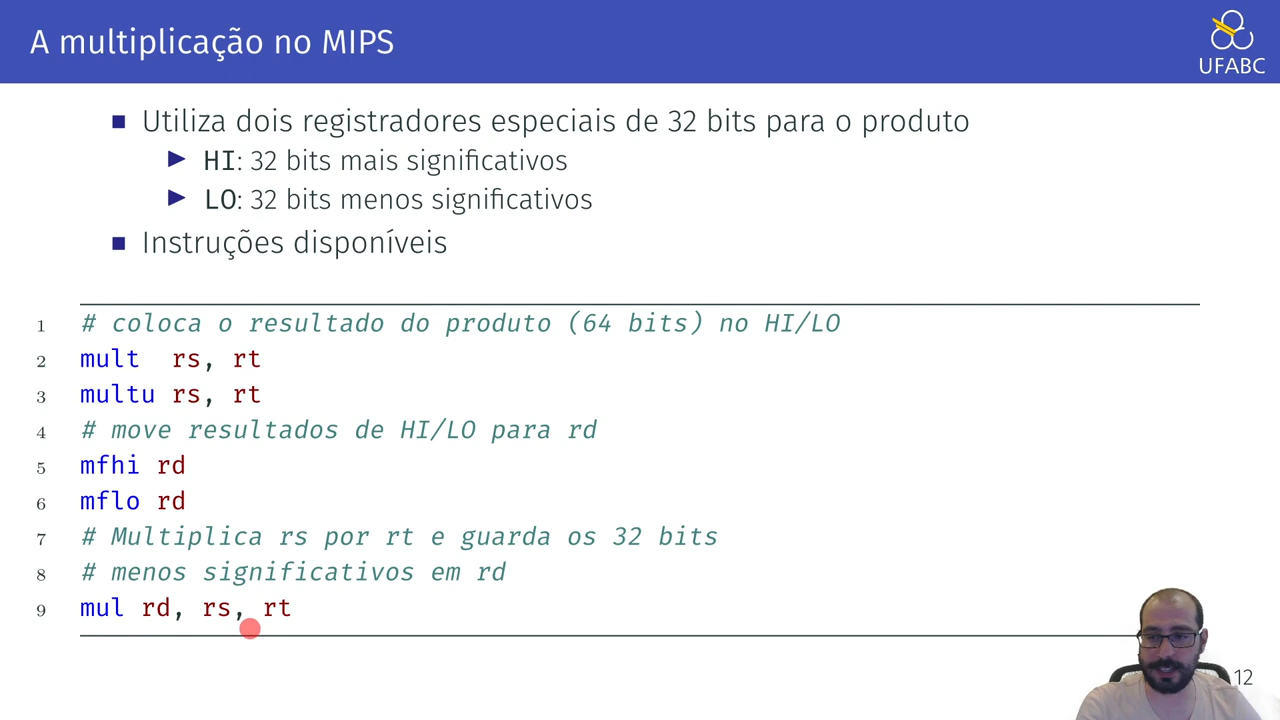 A multiplicação no MIPS
UFABC
Utiliza dois registradores especiais de 32 bits para o produto
HI: 32 bits mais significativos
LO: 32 bits menos significativos
Instruções disponíveis
1 # coloca o resultado do produto (64 bits) no HI/LO
2 mult rs, rt
3 multu rs, rt
4 # move resultados de HI/LO para rd
5 mfhi rd
6 mflo rd
7 # Multiplica rs por rt e guarda os 32 bits
8 # menos significativos em rd
9 mul rd, rs, rt
12